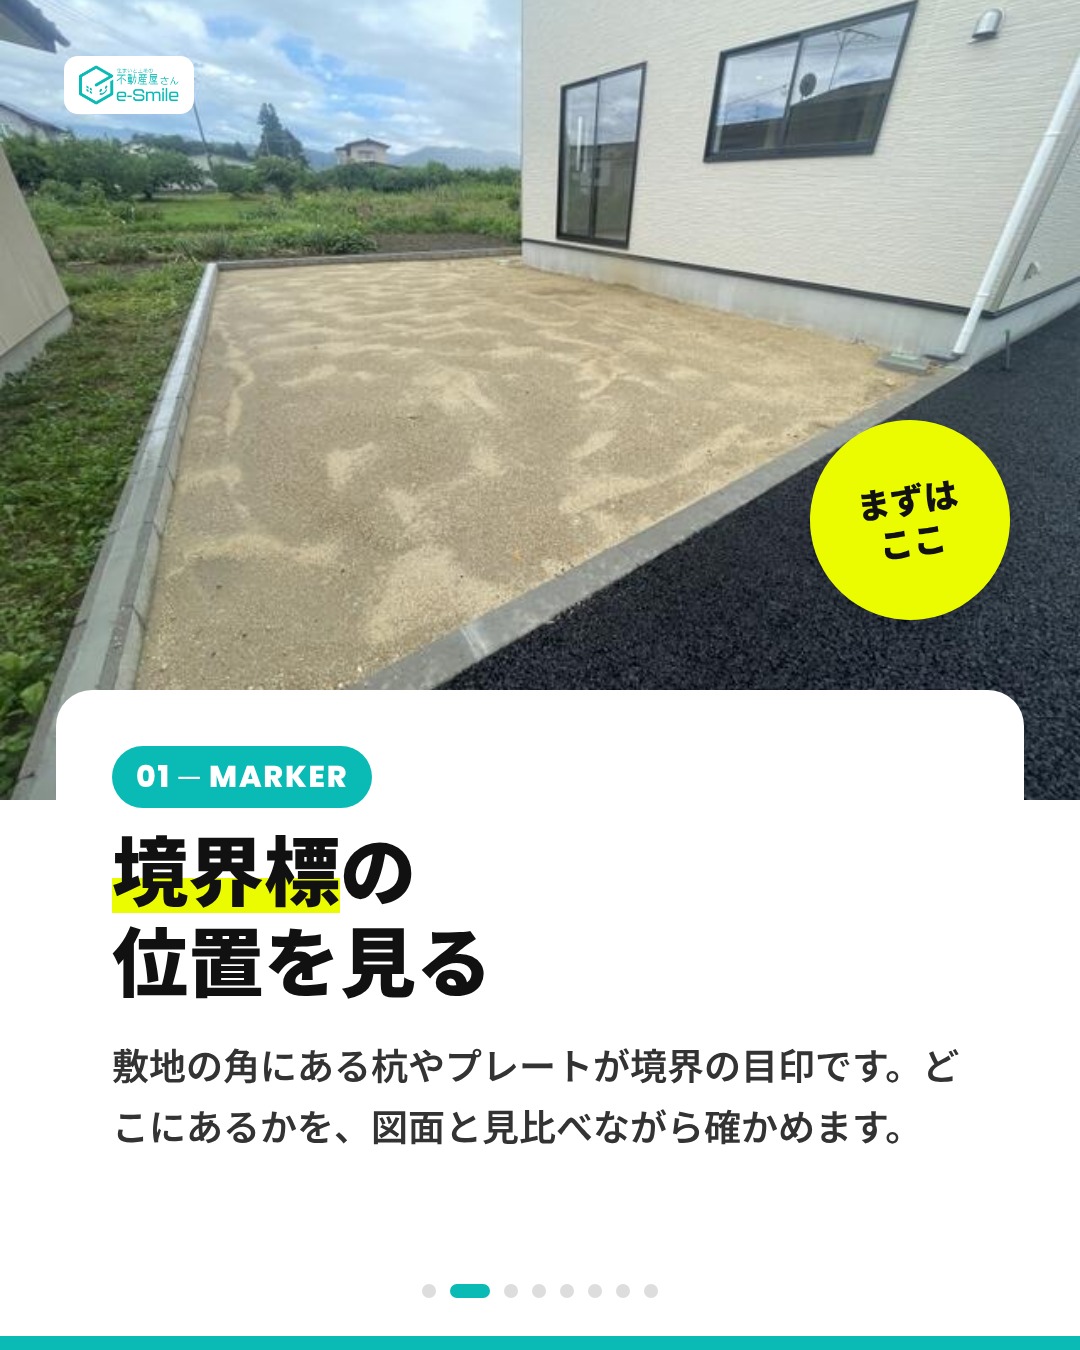 不動産屋さん
e-Smile
まずは
ここ
01 — MARKER
境界標の
位置を見る
敷地の角にある杭やプレートが境界の目印です。ど
こにあるかを、図面と見比べながら確かめます。